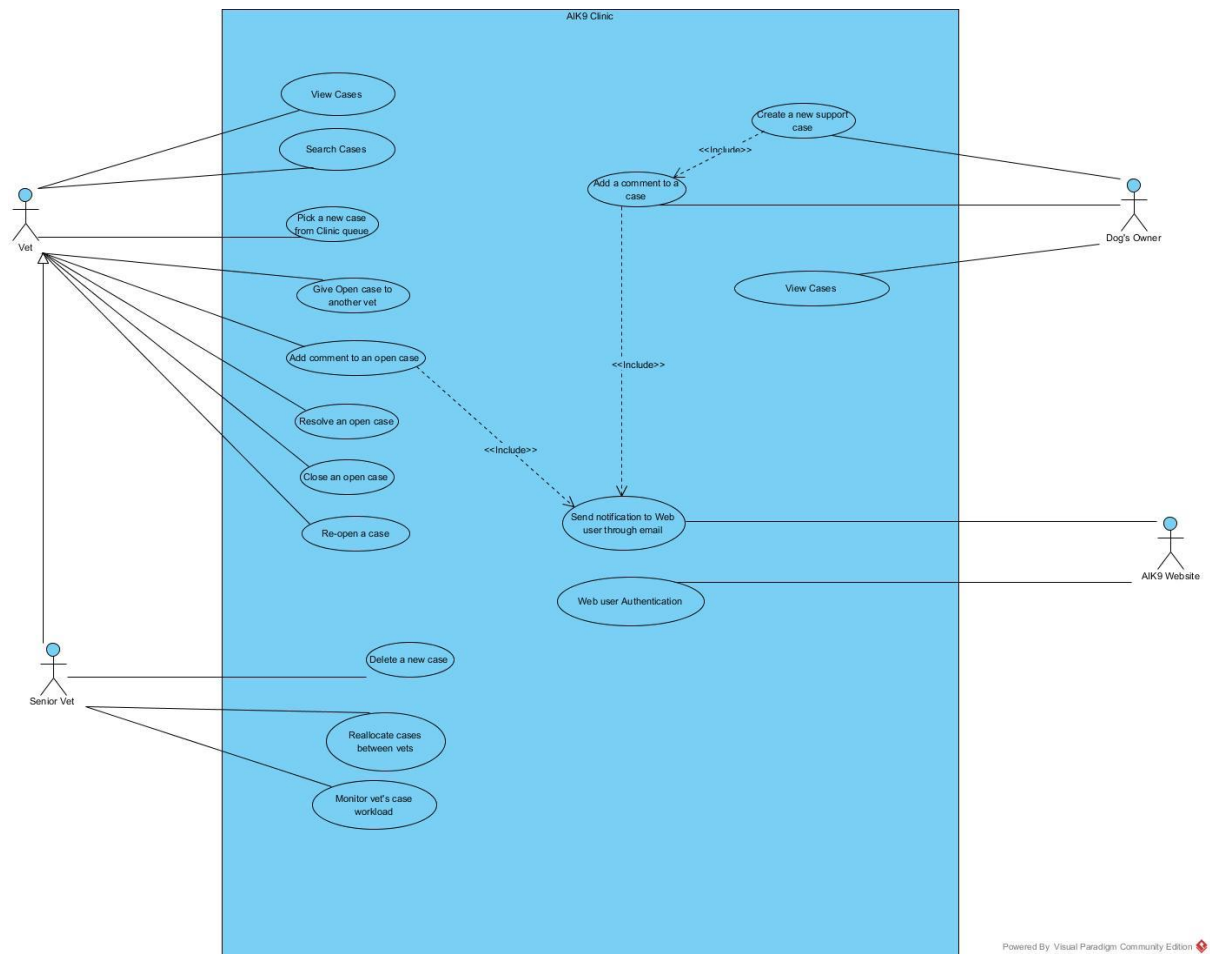 AIK9 Clinic
View Cases
Create a new support
case
Search Cases
<<Include>>
Add a comment to a
case
Vet
Pick a new case
from Clinic queue
Dog's Owner
Give Open case to
another vet
View Cases
Add comment to an open case
<<Include>>
Resolve an open case
<<Include>>
Close an open case
Re-open a case
Send notification to Web
user through email
AIK9 Website
Web user Authentication
Delete a new case
Senior Vet
Reallocate cases
between vets
Monitor vet's case
workload
Powered By Visual Paradigm Community Edition